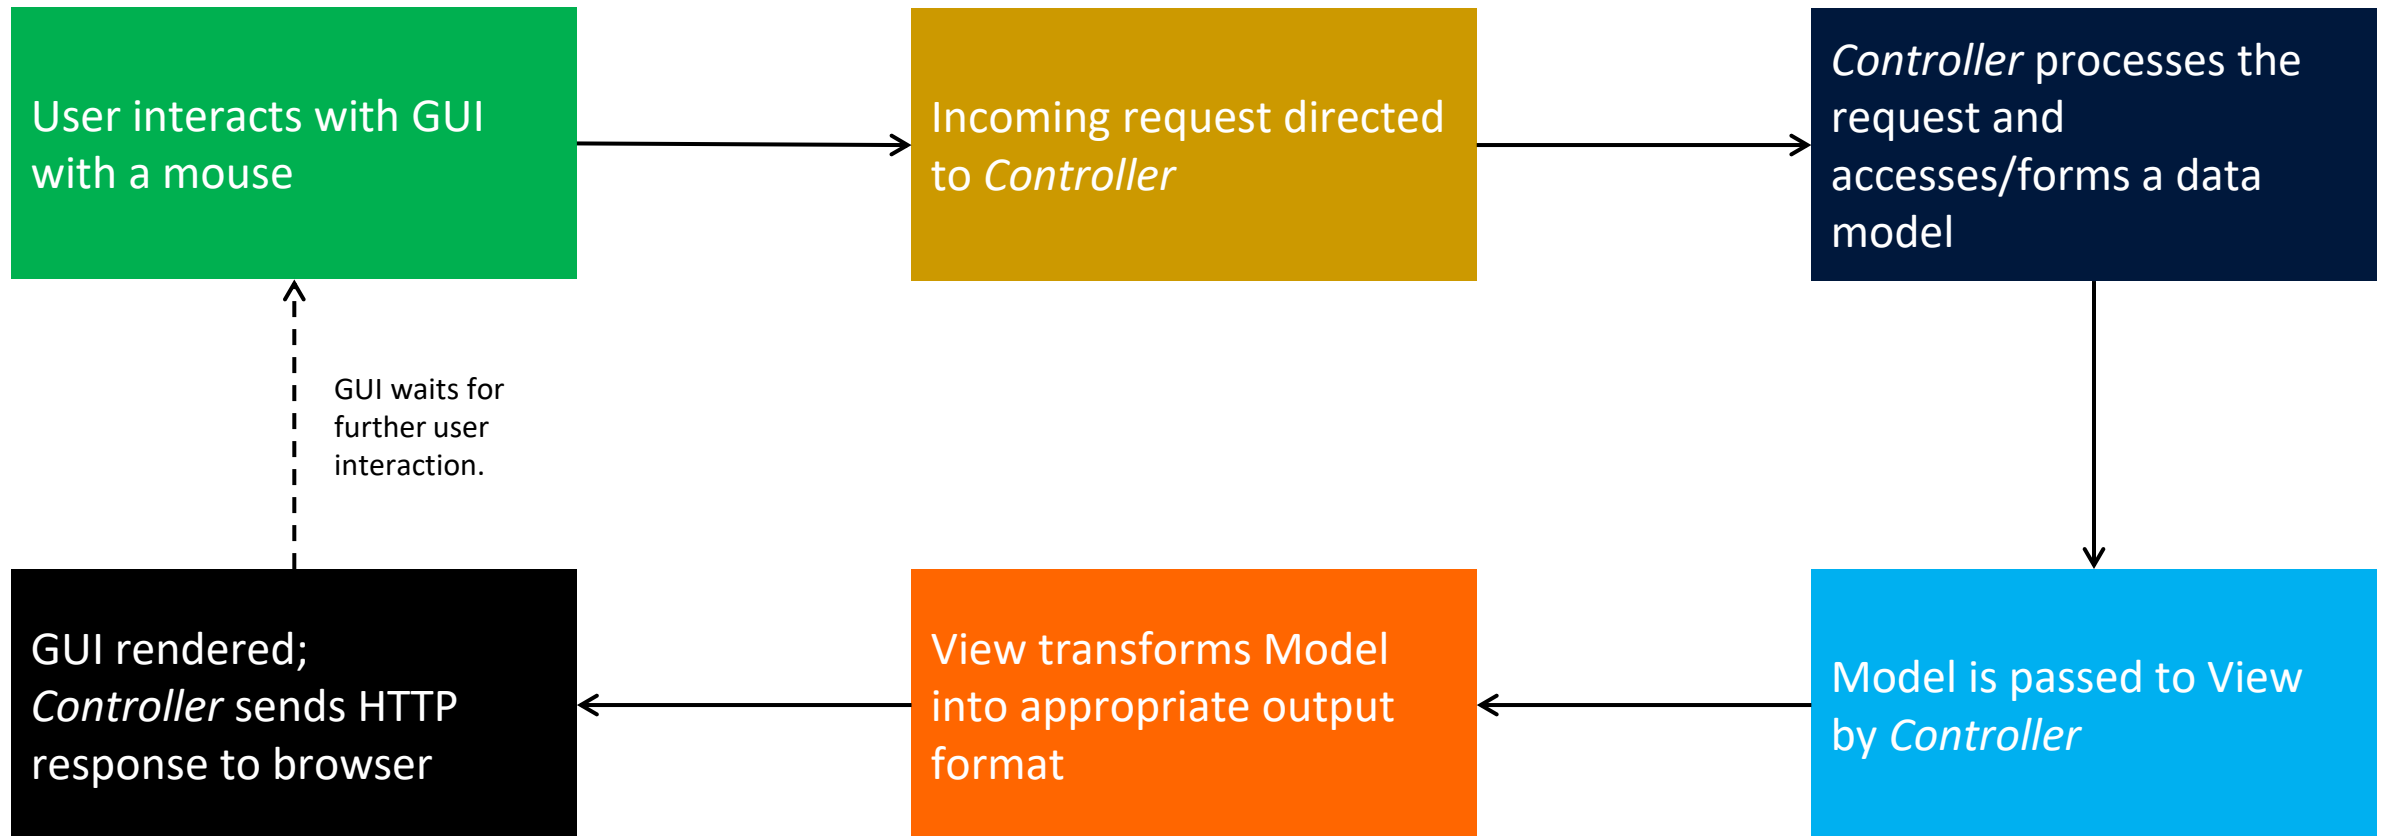 User interacts with GUI
with a mouse
Incoming request directed
to Controller
Controller processes the
request and
accesses/forms a data
model
GUI waits for
further user
interaction.
GUI rendered;
Controller sends HTTP
response to browser
View transforms Model
into appropriate output
format
Model is passed to View
by Controller